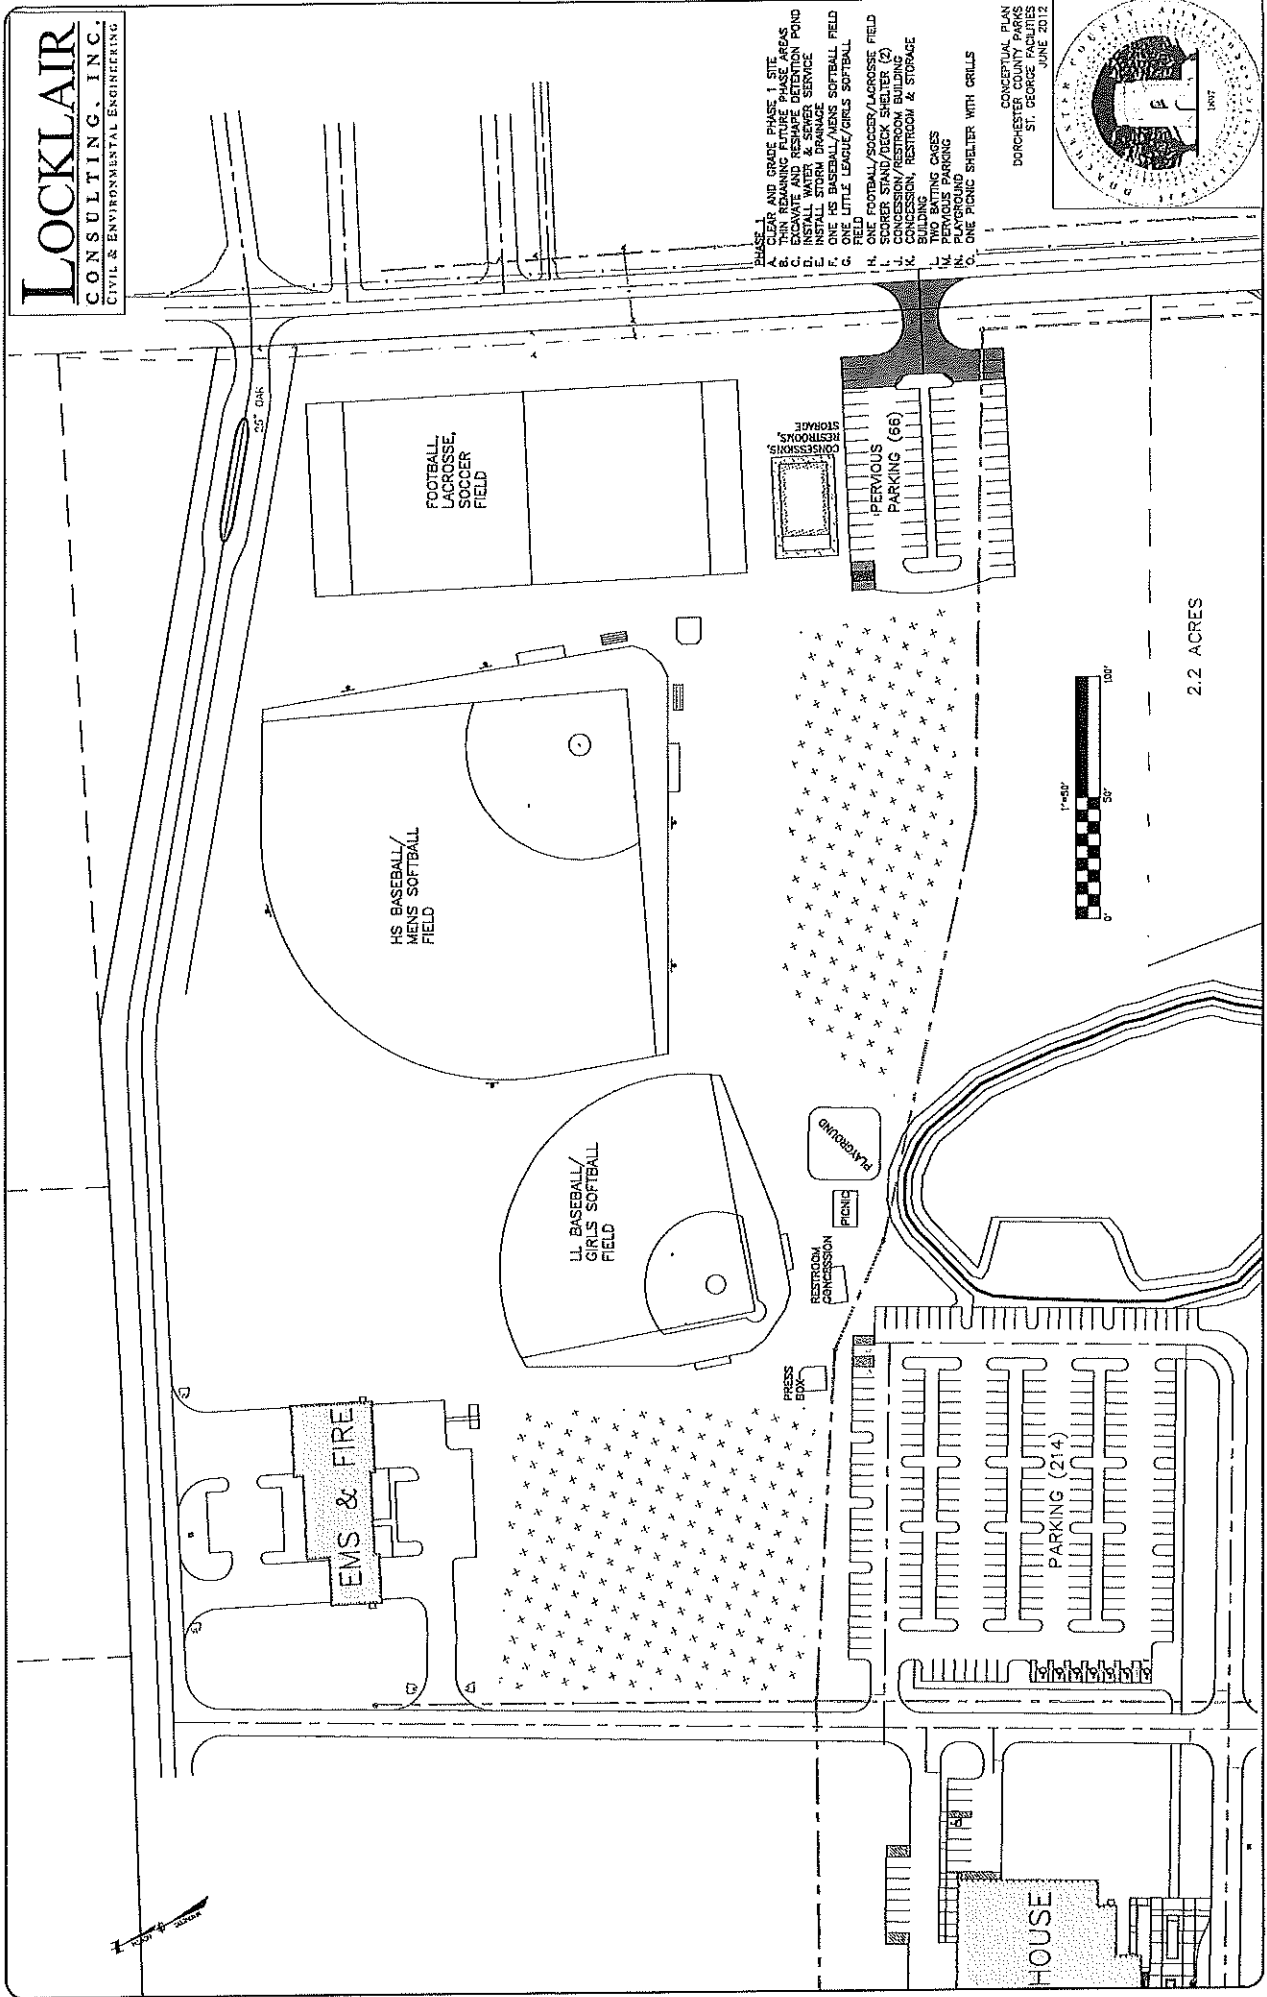 LOCKLAIR
CONSULTING, INC.
CIVIL & ENVIRONMENTAL ENGINEERING
25" OAK
FOOTBALL,
LACROSSE,
SOCCER
FIELD
HS BASEBALL/
MENS SOFTBALL
FIELD
LL BASEBALL/
GIRLS SOFTBALL
FIELD
EMS & FIRE
CONSESSIONS,
RESTROOMS,
STORAGE
PERVIOUS
PARKING (66)
PLAYGROUND
PICNIC
RESTROOM
CONCESSION
PRESS
BOX
PARKING (214)
HOUSE
1"=50'
0'
50'
100'
2.2 ACRES
PHASE 1
A. CLEAR AND GRADE PHASE 1 SITE
B. THIN REMAINING FUTURE PHASE AREAS
C. EXCAVATE AND RESHAPE DETENTION POND
D. INSTALL WATER & SEWER SERVICE
E. INSTALL STORM DRAINAGE
F. ONE HS BASEBALL/MENS SOFTBALL FIELD
G. ONE LITTLE LEAGUE/GIRLS SOFTBALL
FIELD
H. ONE FOOTBALL/SOCCER/LACROSSE FIELD
I. SCORER STAND/DECK SHELTER (2)
J. CONCESSION/RESTROOM BUILDING
K. CONCESSION, RESTROOM & STORAGE
BUILDING
L. TWO BATTING CAGES
M. PERVIOUS PARKING
N. PLAYGROUND
O. ONE PICNIC SHELTER WITH GRILLS
CONCEPTUAL PLAN
DORCHESTER COUNTY PARKS
ST. GEORGE FACILITIES
JUNE 2012
DORCHESTER COUNTY
1897